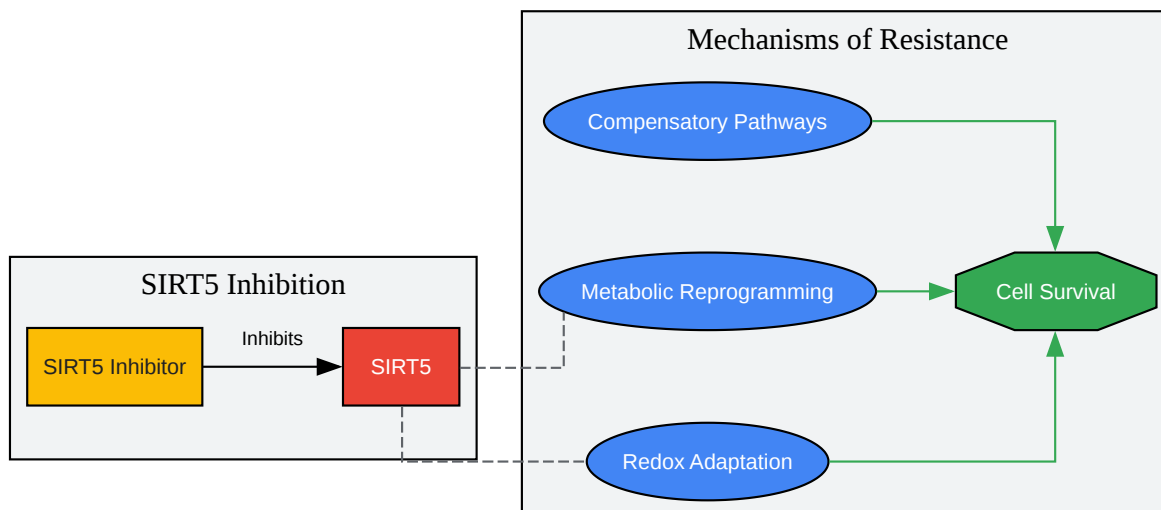 Mechanisms of Resistance
Compensatory Pathways
SIRT5 Inhibition
Metabolic Reprogramming
Cell Survival
Inhibits
SIRT5 Inhibitor
SIRT5
Redox Adaptation